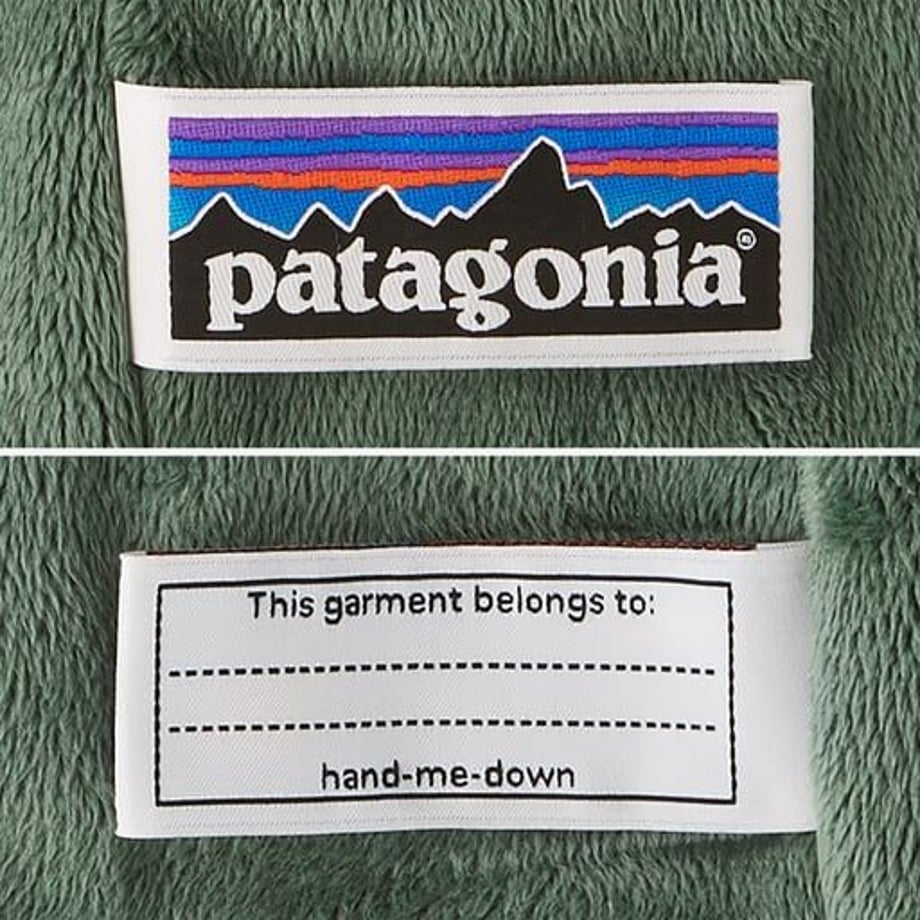 patagonia®
This garment belongs to:
hand-me-down